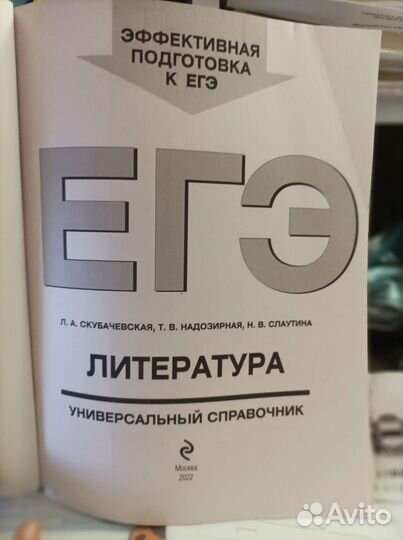 ЭФФЕКТИВНАЯ
ПОДГОТОВКА
К ЕГЭ
ЕГЭ
Л. А. СКУБАЧЕВСКАЯ, Т. В. НАДОЗИРНАЯ, Н. В. СЛАУТИНА
ЛИТЕРАТУРА
УНИВЕРСАЛЬНЫЙ СПРАВОЧНИК
Москва
2022
Avito